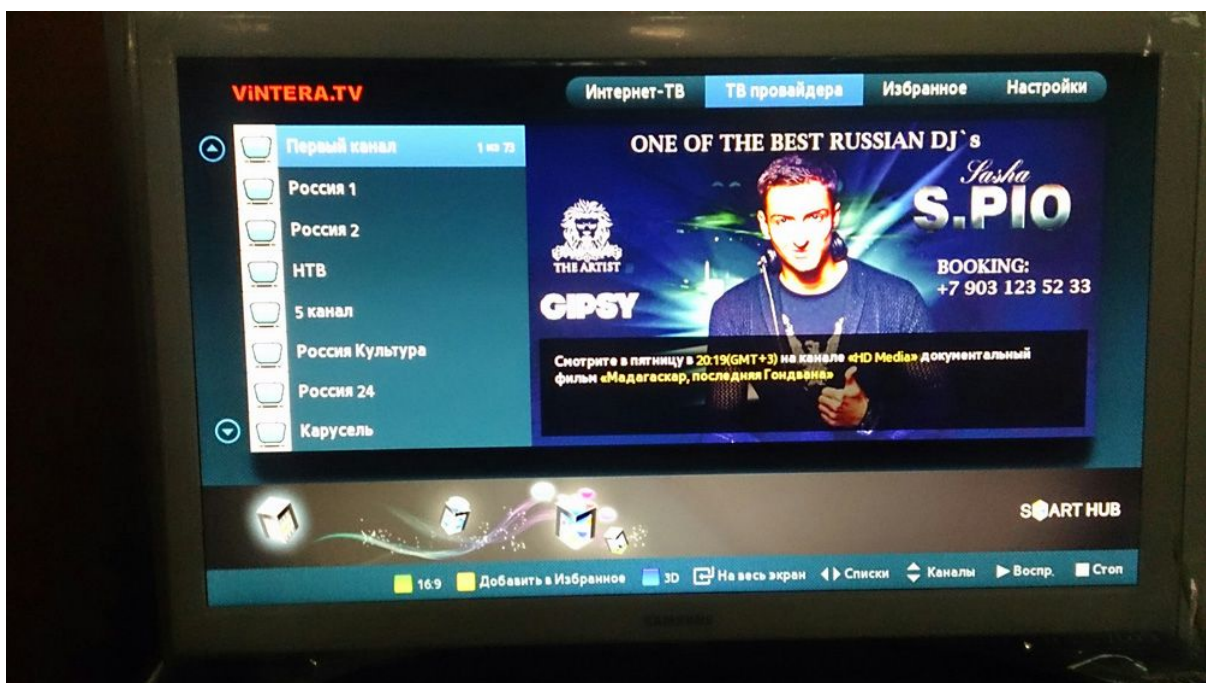 ViNTERA.TV
Интернет-ТВ
ТВ провайдера
Избранное
Настройки
Первый канал 1 из 73
Россия 1
Россия 2
НТВ
5 канал
Россия Культура
Россия 24
Карусель
ONE OF THE BEST RUSSIAN DJ`s
Sasha
S.PIO
THE ARTIST
GIPSY
BOOKING:
+7 903 123 52 33
Смотрите в пятницу в 20:19(GMT+3) на канале «HD Media» документальный
фильм «Мадагаскар, последняя Гондвана»
SMART HUB
16:9 Добавить в Избранное 3D На весь экран Списки Каналы Воспр. Стоп
SAMSUNG